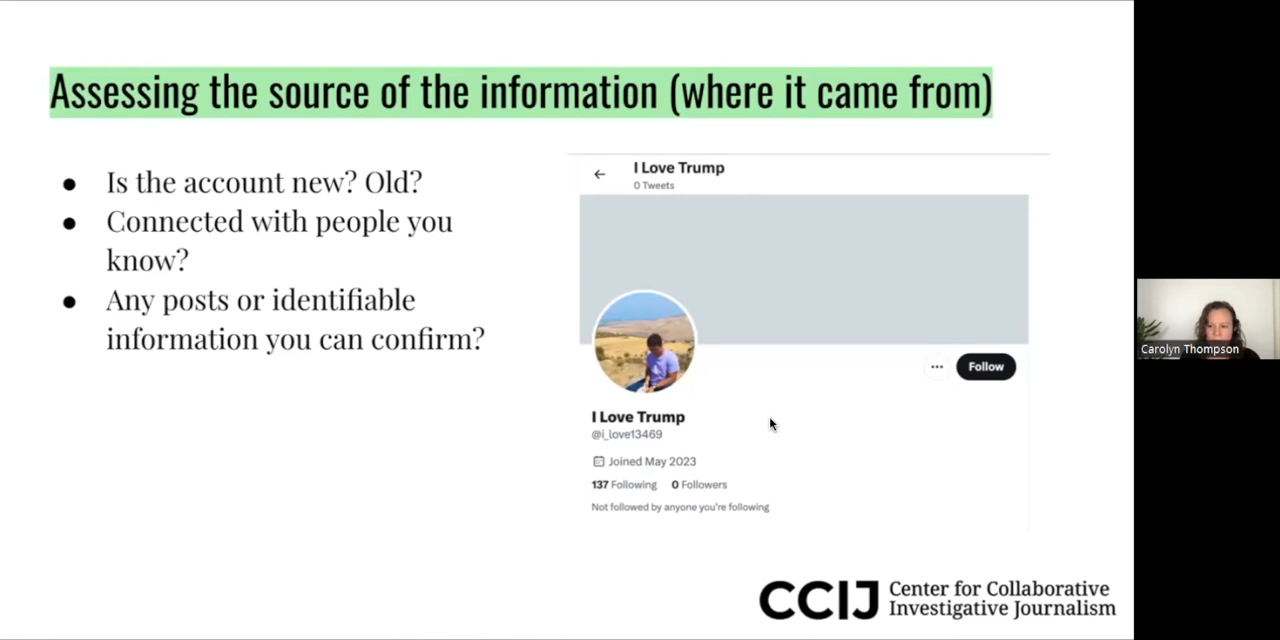 Assessing the source of the information (where it came from)
● Is the account new? Old?
● Connected with people you
know?
● Any posts or identifiable
information you can confirm?
I Love Trump
0 Tweets
Follow
I Love Trump
@i_love13469
Joined May 2023
137 Following 0 Followers
Not followed by anyone you're following
Carolyn Thompson
CCIJ
Center for Collaborative
Investigative Journalism